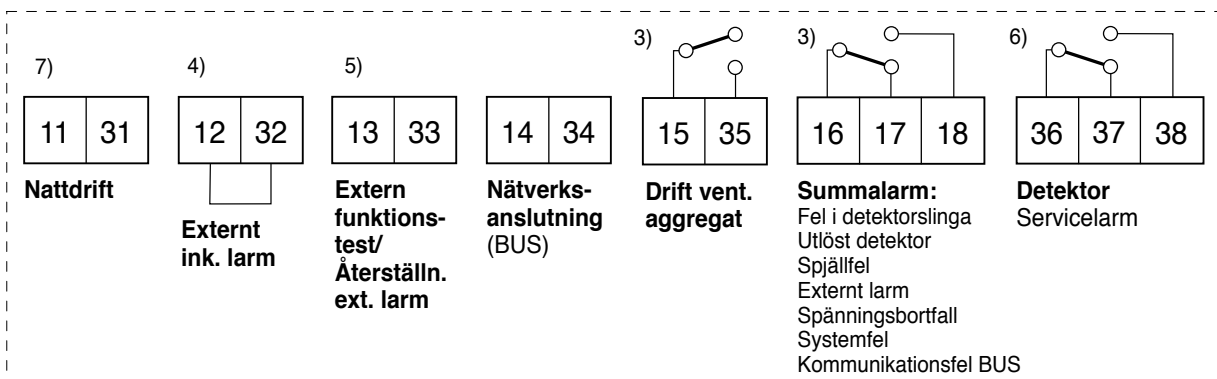 7)
11 31
Nattdrift
4)
12 32
Externt
ink. larm
5)
13 33
Extern
funktions-
test/
Återställn.
ext. larm
14 34
Nätverks-
anslutning
(BUS)
3)
15 35
Drift vent.
aggregat
3)
16 17 18
Summalarm:
Fel i detektorslinga
Utlöst detektor
Spjällfel
Externt larm
Spänningsbortfall
Systemfel
Kommunikationsfel BUS
6)
36 37 38
Detektor
Servicelarm